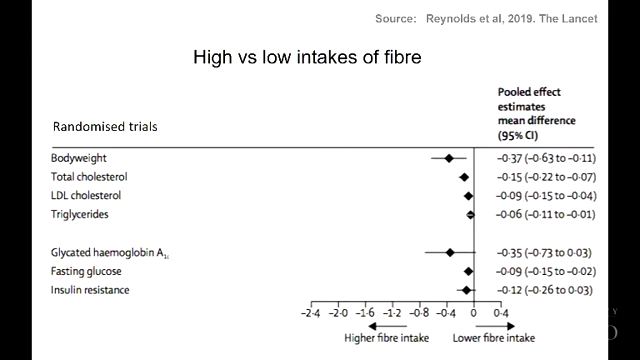 Source: Reynolds et al, 2019. The Lancet
High vs low intakes of fibre
Pooled effect
estimates
mean difference
(95% CI)
Randomised trials
Bodyweight −0·37 (−0·63 to −0·11)
Total cholesterol −0·15 (−0·22 to −0·07)
LDL cholesterol −0·09 (−0·15 to −0·04)
Triglycerides −0·06 (−0·11 to −0·01)
Glycated haemoglobin A1c −0·35 (−0·73 to 0·03)
Fasting glucose −0·09 (−0·15 to −0·02)
Insulin resistance −0·12 (−0·26 to 0·03)
−2·4 −2·0 −1·6 −1·2 −0·8 −0·4 0 0·4
Higher fibre intake Lower fibre intake